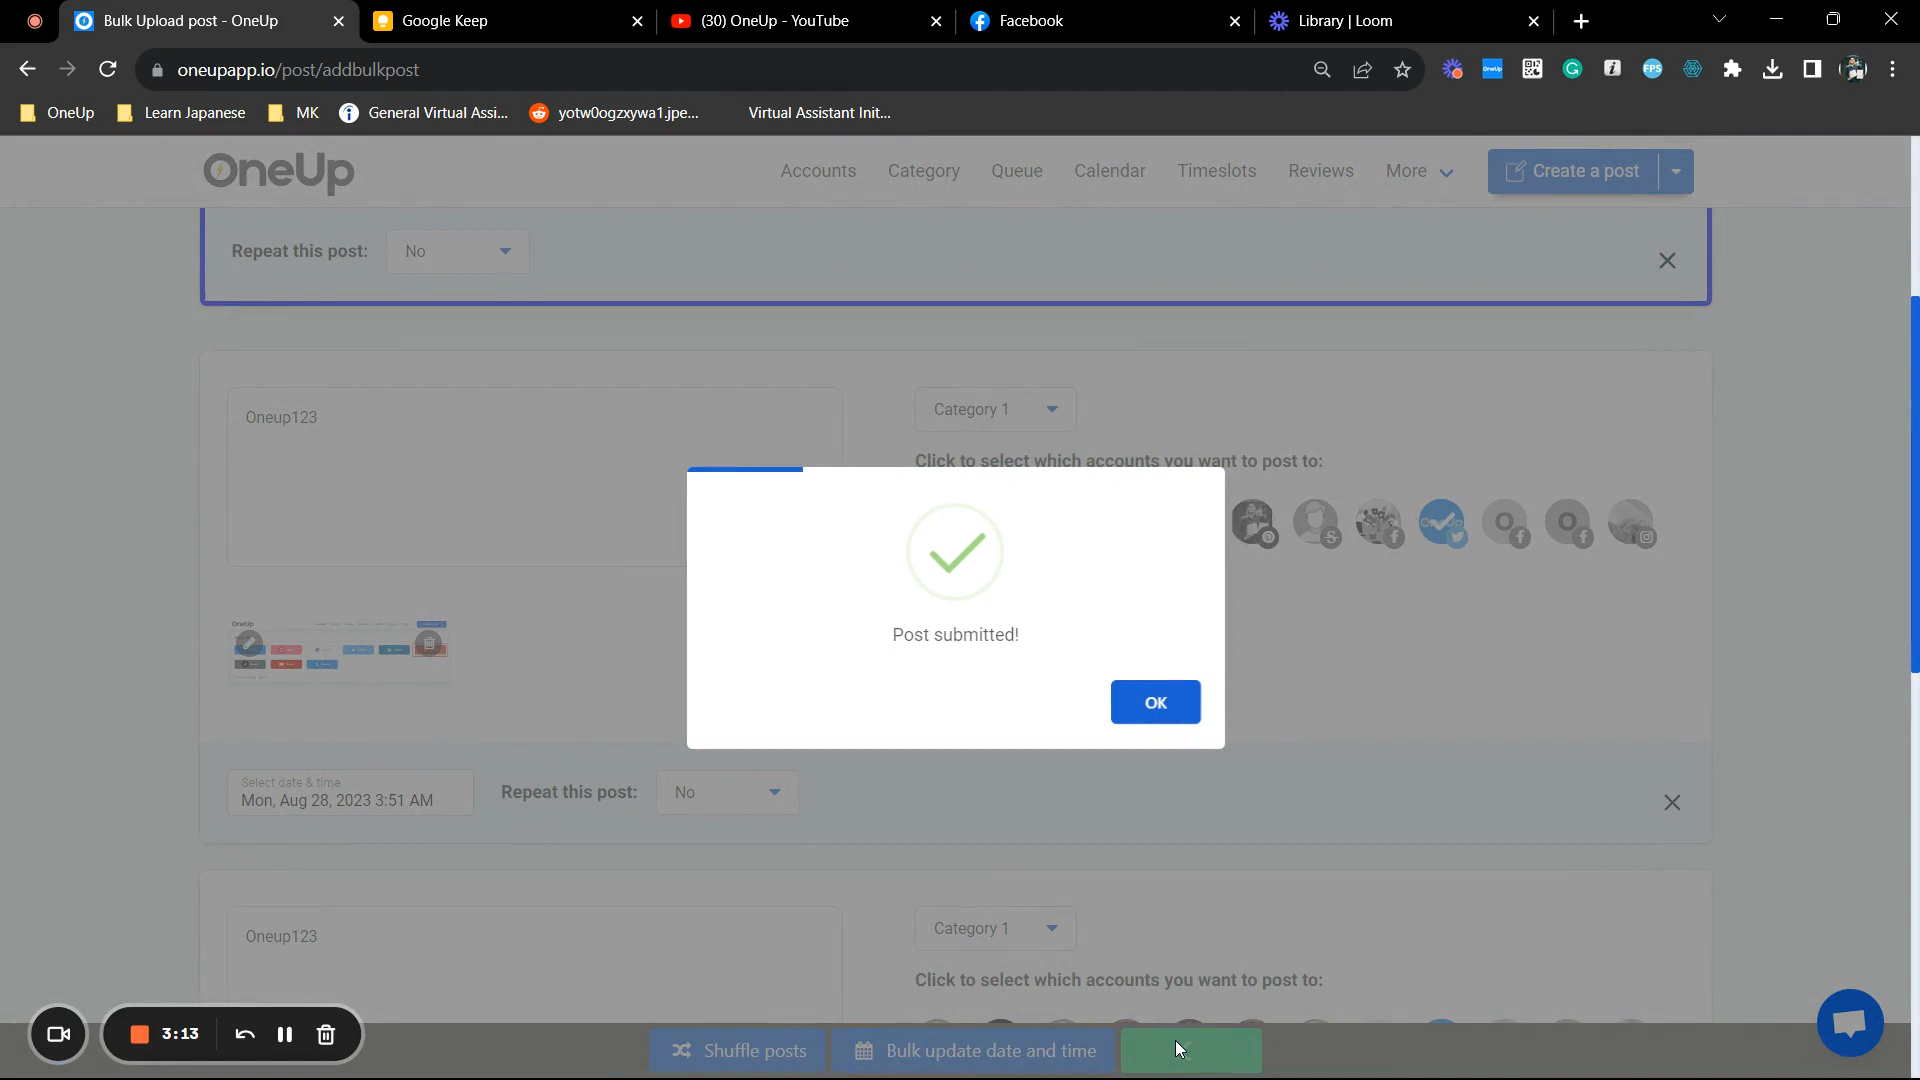 Bulk Upload post - OneUp
Google Keep
(30) OneUp - YouTube
Facebook
Library | Loom
oneupapp.io/post/addbulkpost
OneUp
Learn Japanese
MK
General Virtual Assi...
yotw0ogzxywa1.jpe...
Virtual Assistant Init...
OneUp
Accounts
Category
Queue
Calendar
Timeslots
Reviews
More
Create a post
Repeat this post:
No
Oneup123
Category 1
Click to select which accounts you want to post to:
Post submitted!
OK
Select date & time
Mon, Aug 28, 2023 3:51 AM
Repeat this post:
No
Oneup123
Category 1
Click to select which accounts you want to post to:
3:13
Shuffle posts
Bulk update date and time